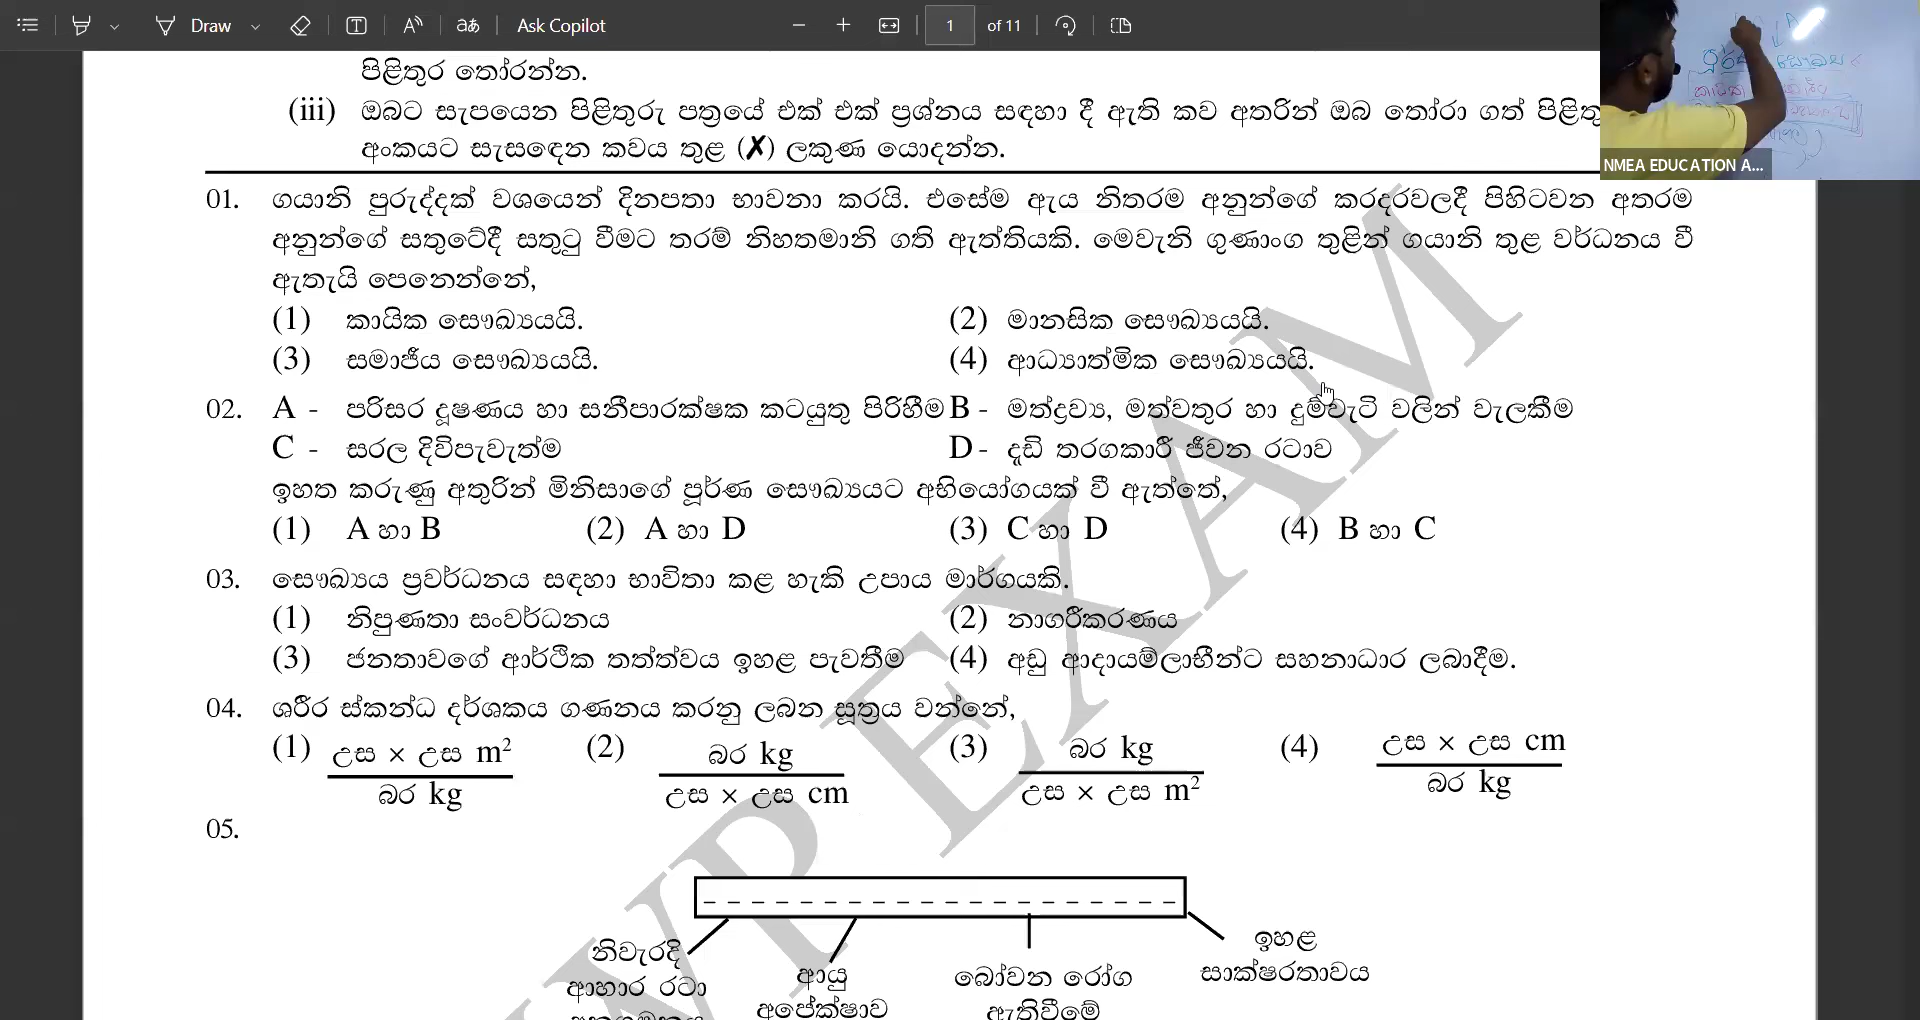 Draw
Ask Copilot
1 of 11
NMEA EDUCATION A...
පිළිතුර තෝරන්න.
(iii) ඔබට සැපයෙන පිළිතුරු පත්‍රයේ එක් එක් ප්‍රශ්නය සඳහා දී ඇති කව අතරින් ඔබ තෝරා ගත් පිළිතු
අංකයට සැසඳෙන කවය තුළ (✗) ලකුණ යොදන්න.
01. ගයානි පුරුද්දක් වශයෙන් දිනපතා භාවනා කරයි. එසේම ඇය නිතරම අනුන්ගේ කරදරවලදී පිහිටවන අතරම
අනුන්ගේ සතුටේදී සතුටු වීමට තරම් නිහතමානි ගති ඇත්තියකි. මෙවැනි ගුණාංග තුළින් ගයානි තුළ වර්ධනය වී
ඇතැයි පෙනෙන්නේ,
(1) කායික සෞඛ්‍යයයි. (2) මානසික සෞඛ්‍යයයි.
(3) සමාජීය සෞඛ්‍යයයි. (4) ආධ්‍යාත්මික සෞඛ්‍යයයි.
02. A - පරිසර දූෂණය හා සනීපාරක්ෂක කටයුතු පිරිහීම B - මත්ද්‍රව්‍ය, මත්වතුර හා දුම්වැටි වලින් වැලකීම
C - සරල දිවිපැවැත්ම D - දැඩි තරගකාරී ජීවන රටාව
ඉහත කරුණු අතුරින් මිනිසාගේ පූර්ණ සෞඛ්‍යයට අභියෝගයක් වී ඇත්තේ,
(1) A හා B (2) A හා D (3) C හා D (4) B හා C
03. සෞඛ්‍යය ප්‍රවර්ධනය සඳහා භාවිතා කළ හැකි උපාය මාර්ගයකි.
(1) නිපුණතා සංවර්ධනය (2) නාගරීකරණය
(3) ජනතාවගේ ආර්ථික තත්ත්වය ඉහළ පැවතීම (4) අඩු ආදායම්ලාභීන්ට සහනාධාර ලබාදීම.
04. ශරීර ස්කන්ධ දර්ශකය ගණනය කරනු ලබන සූත්‍රය වන්නේ,
(1) උස × උස m² (2) බර kg (3) බර kg (4) උස × උස cm
බර kg උස × උස cm උස × උස m² බර kg
05.
නිවැරදි ආයු බෝවන රෝග ඉහළ
ආහාර රටා අපේක්ෂාව ඇතිවීමේ සාක්ෂරතාවය
WP EXAM